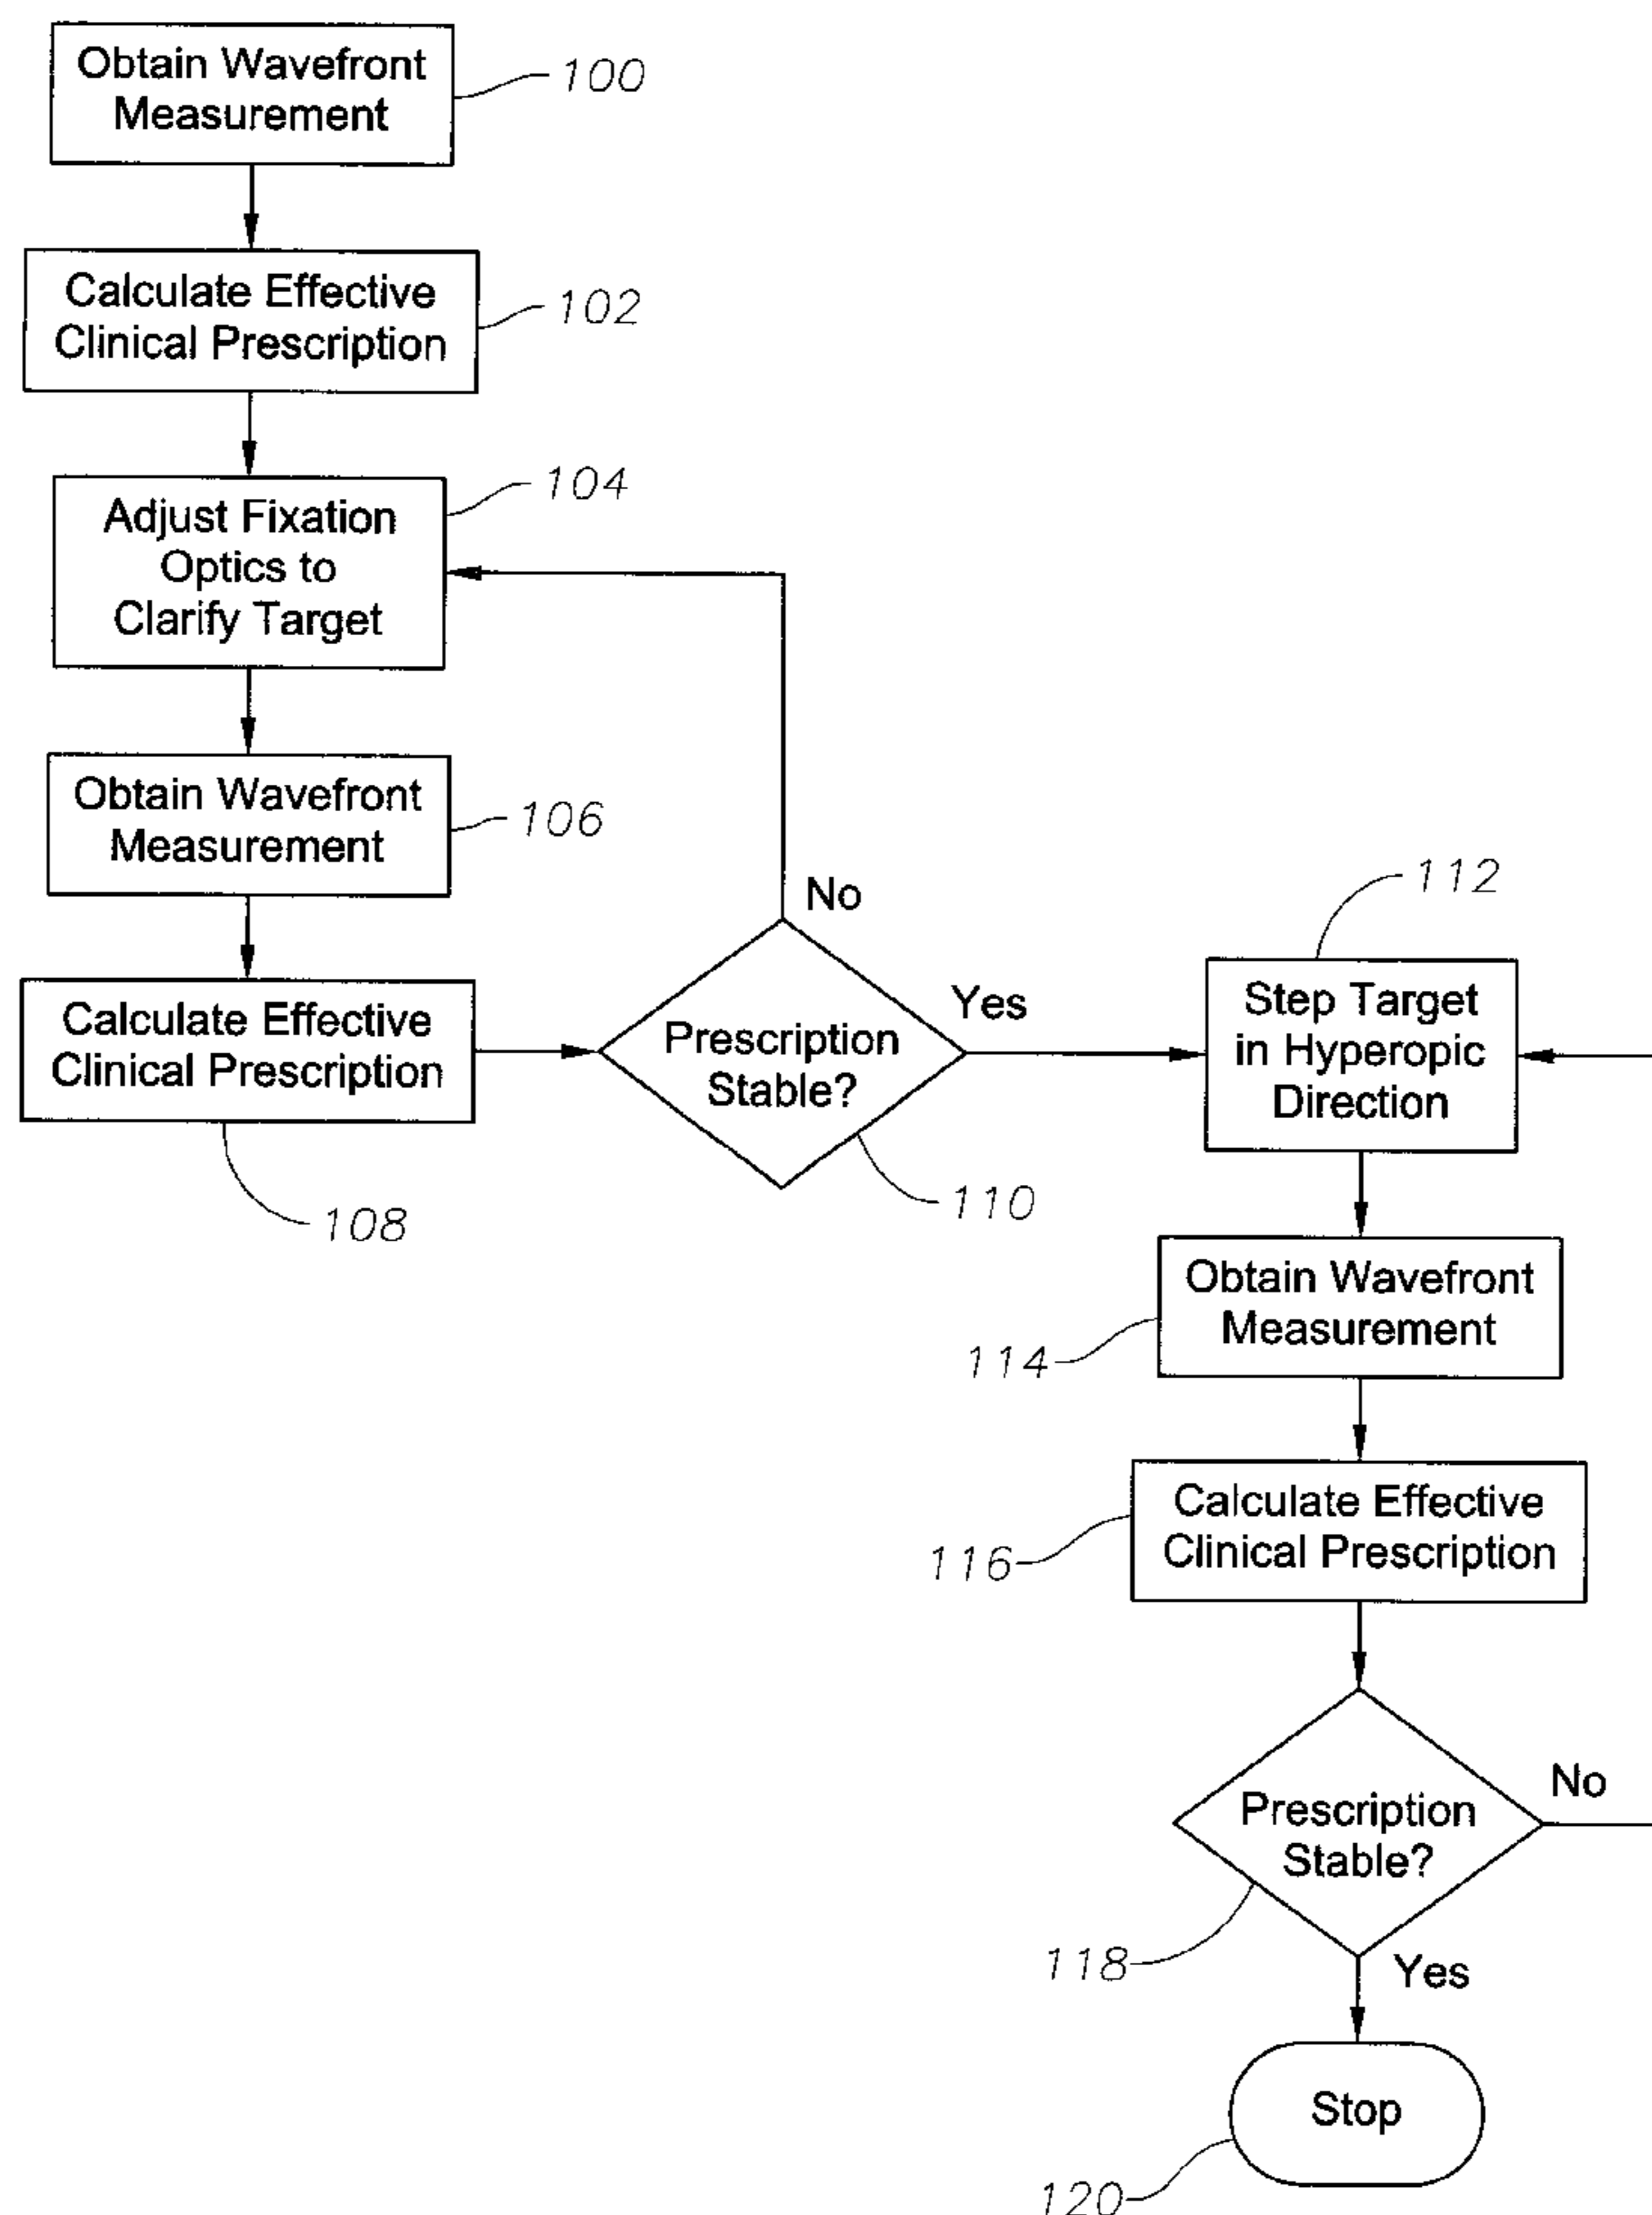 Obtain Wavefront
Measurement
100
Calculate Effective
Clinical Prescription
102
Adjust Fixation
Optics to
Clarify Target
104
Obtain Wavefront
Measurement
106
Calculate Effective
Clinical Prescription
108
Prescription
Stable?
110
No
Yes
Step Target
in Hyperopic
Direction
112
Obtain Wavefront
Measurement
114
Calculate Effective
Clinical Prescription
116
Prescription
Stable?
118
No
Yes
Stop
120